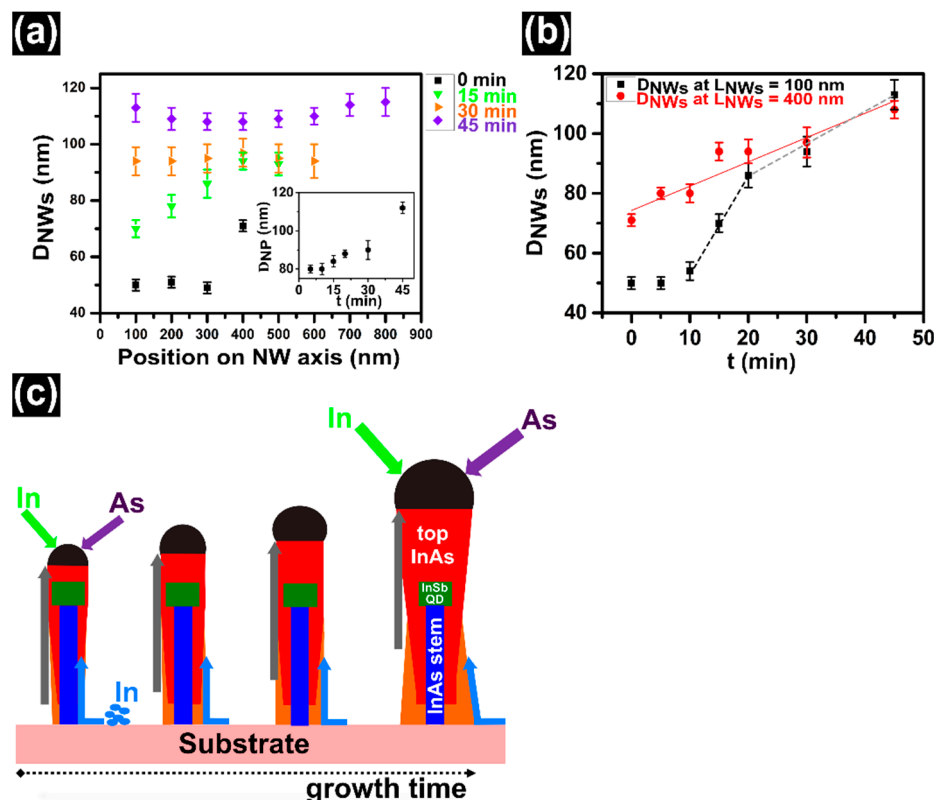 (a)
120
100
80
60
40
DNWs (nm)
0 100 200 300 400 500 600 700 800 900
Position on NW axis (nm)
0 min
15 min
30 min
45 min
120
100
80
DNP (nm)
0 15 30 45
t (min)
(b)
120
100
80
60
40
DNWs (nm)
DNWs at LNWs = 100 nm
DNWs at LNWs = 400 nm
0 10 20 30 40 50
t (min)
(c)
In
As
In
As
top
InAs
InSb
QD
InAs stem
In
Substrate
growth time